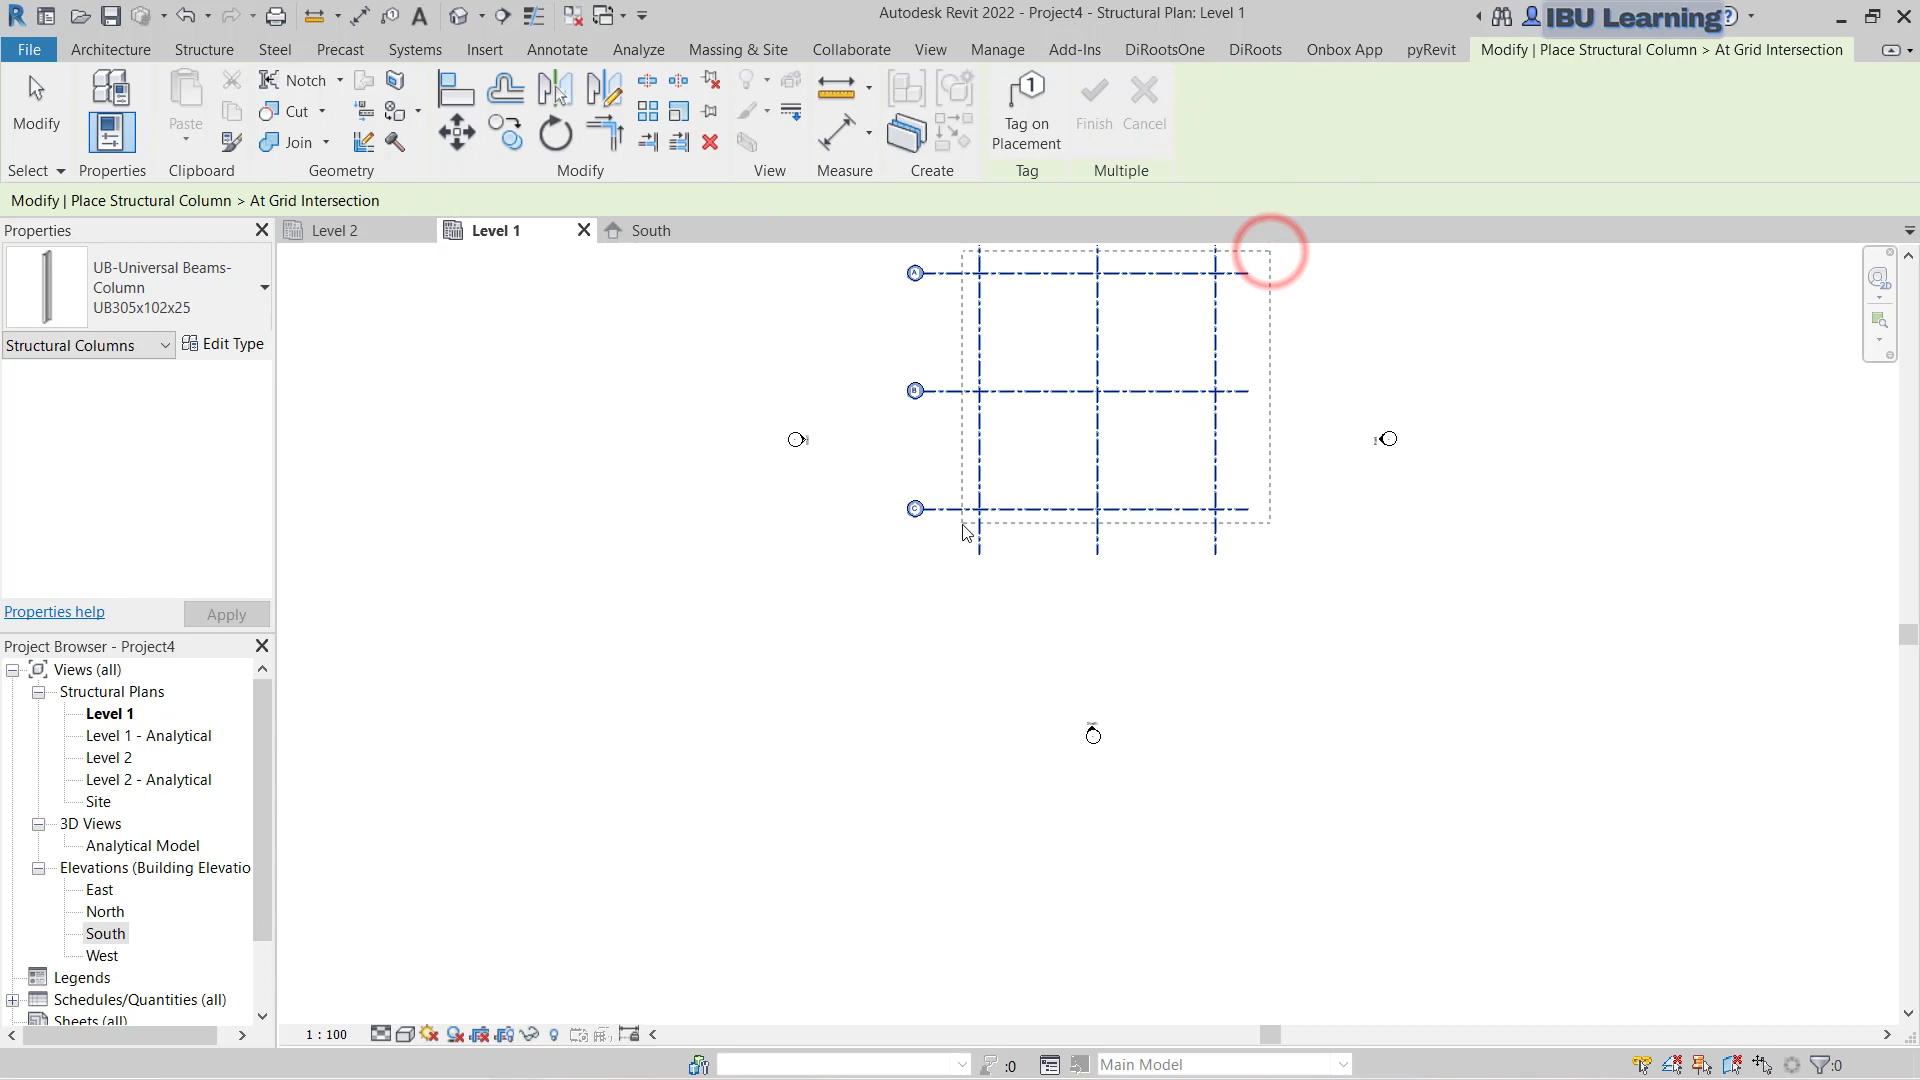 Autodesk Revit 2022 - Project4 - Structural Plan: Level 1
IBU Learning
File Architecture Structure Steel Precast Systems Insert Annotate Analyze Massing & Site Collaborate View Manage Add-Ins DiRootsOne DiRoots Onbox App pyRevit Modify | Place Structural Column > At Grid Intersection
Modify
Paste
Notch
Cut
Join
Tag on
Placement
Finish Cancel
Select Properties Clipboard Geometry Modify View Measure Create Tag Multiple
Modify | Place Structural Column > At Grid Intersection
Properties
Level 2 Level 1 South
UB-Universal Beams-
Column
UB305x102x25
Structural Columns Edit Type
A
B
C
2D
Properties help Apply
Project Browser - Project4
Views (all)
Structural Plans
Level 1
Level 1 - Analytical
Level 2
Level 2 - Analytical
Site
3D Views
Analytical Model
Elevations (Building Elevatio
East
North
South
West
Legends
Schedules/Quantities (all)
Sheets (all)
1 : 100
:0 Main Model :0